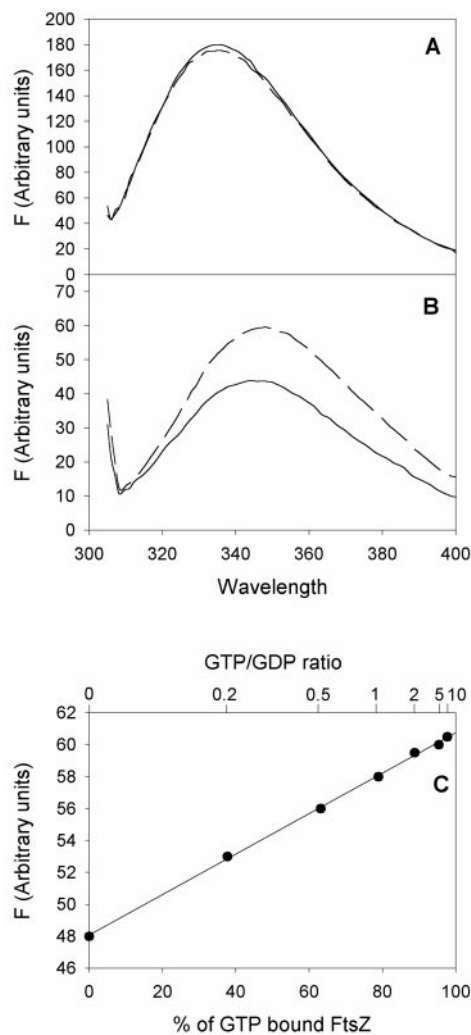 A
F (Arbitrary units)
200
180
160
140
120
100
80
60
40
20
0
B
F (Arbitrary units)
70
60
50
40
30
20
10
0
300 320 340 360 380 400
Wavelength
GTP/GDP ratio
0 0.2 0.5 1 2 5 10
C
F (Arbitrary units)
62
60
58
56
54
52
50
48
46
0 20 40 60 80 100
% of GTP bound FtsZ